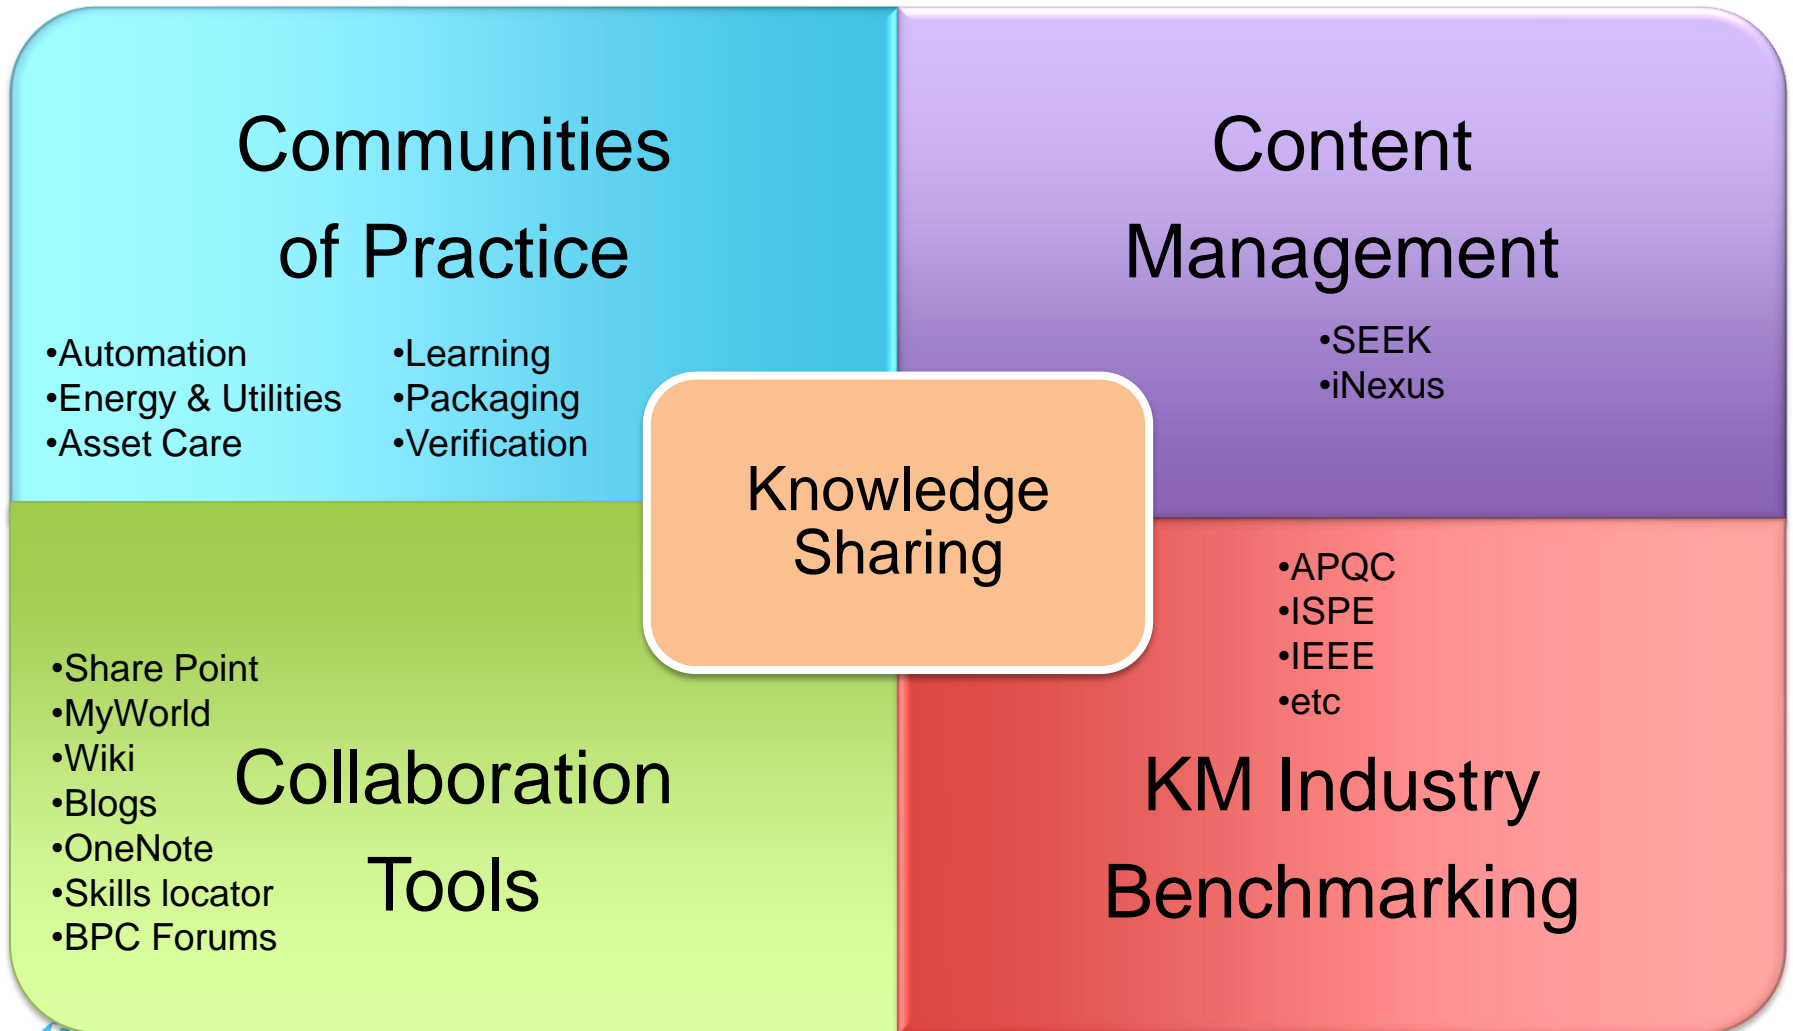 Communities
of Practice
•Automation
•Energy & Utilities
•Asset Care
•Learning
•Packaging
•Verification
Content
Management
•SEEK
•iNexus
Knowledge
Sharing
•Share Point
•MyWorld
•Wiki
•Blogs
•OneNote
•Skills locator
•BPC Forums
Collaboration
Tools
•APQC
•ISPE
•IEEE
•etc
KM Industry
Benchmarking